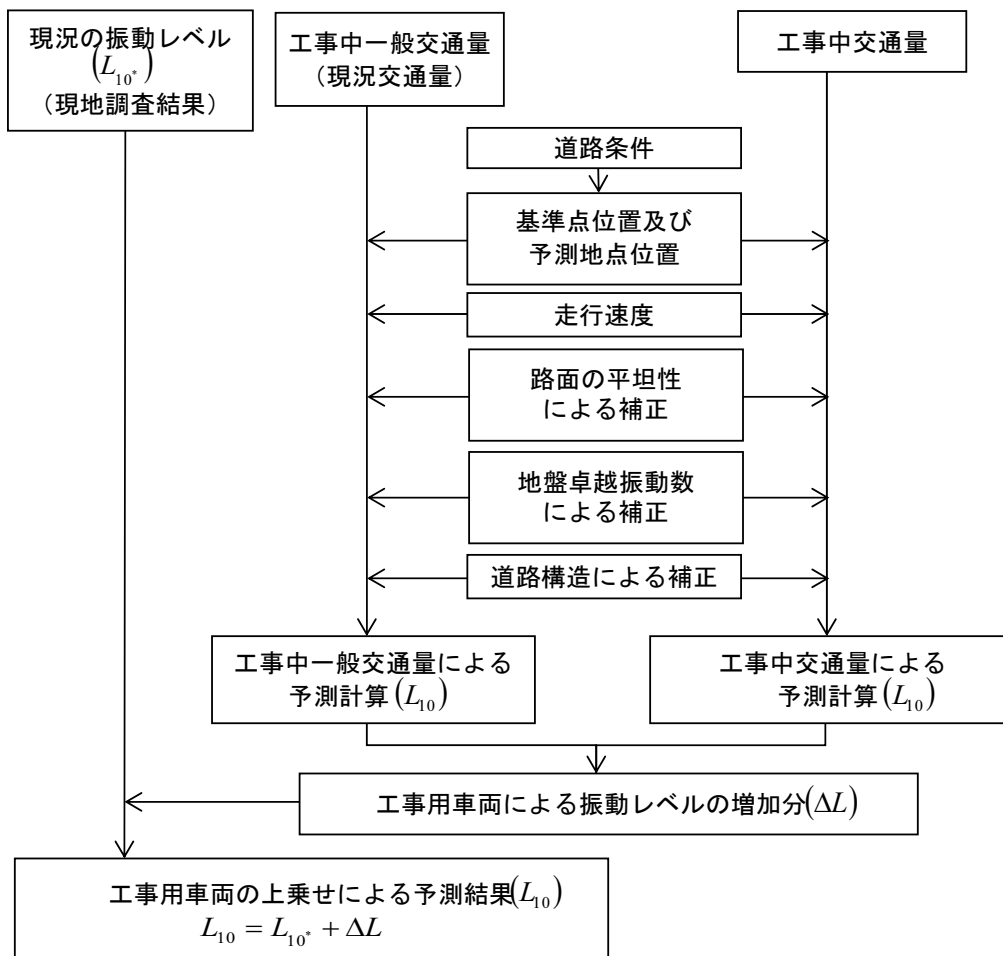 現況の振動レベル
(L10*)
(現地調査結果)
工事中一般交通量
(現況交通量)
工事中交通量
道路条件
基準点位置及び
予測地点位置
走行速度
路面の平坦性
による補正
地盤卓越振動数
による補正
道路構造による補正
工事中一般交通量による
予測計算(L10)
工事中交通量による
予測計算(L10)
工事用車両による振動レベルの増加分(ΔL)
工事用車両の上乗せによる予測結果(L10)
L10 = L10* + ΔL